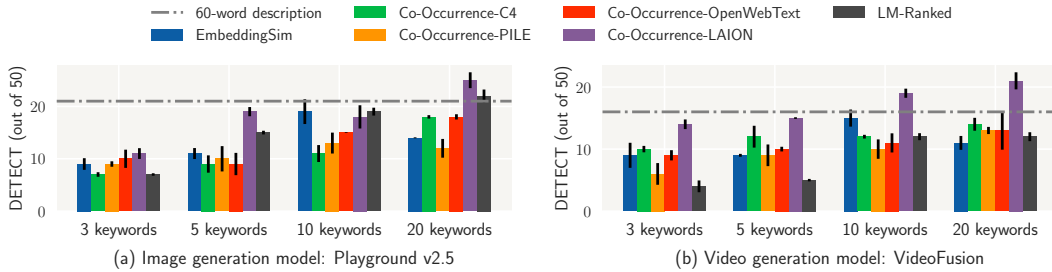 60-word description
Co-Occurrence-C4
Co-Occurrence-OpenWebText
LM-Ranked
EmbeddingSim
Co-Occurrence-PILE
Co-Occurrence-LAION
DETECT (out of 50)
20
10
0
3 keywords
5 keywords
10 keywords
20 keywords
(a) Image generation model: Playground v2.5
DETECT (out of 50)
20
10
0
3 keywords
5 keywords
10 keywords
20 keywords
(b) Video generation model: VideoFusion